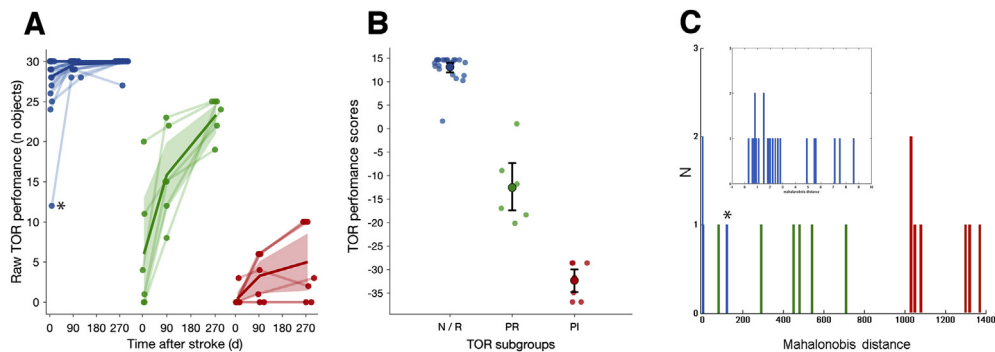 A
Raw TOR perfomance (n objects)
30
25
20
15
10
5
0
*
0 90 180 270 0 90 180 270 0 90 180 270
Time after stroke (d)
B
TOR perfomance scores
15
10
5
0
-5
-10
-15
-20
-25
-30
-35
N / R PR PI
TOR subgroups
C
N
3
2
1
0
*
0 200 400 600 800 1000 1200 1400
Mahalonobis distance
mahalonobis distance